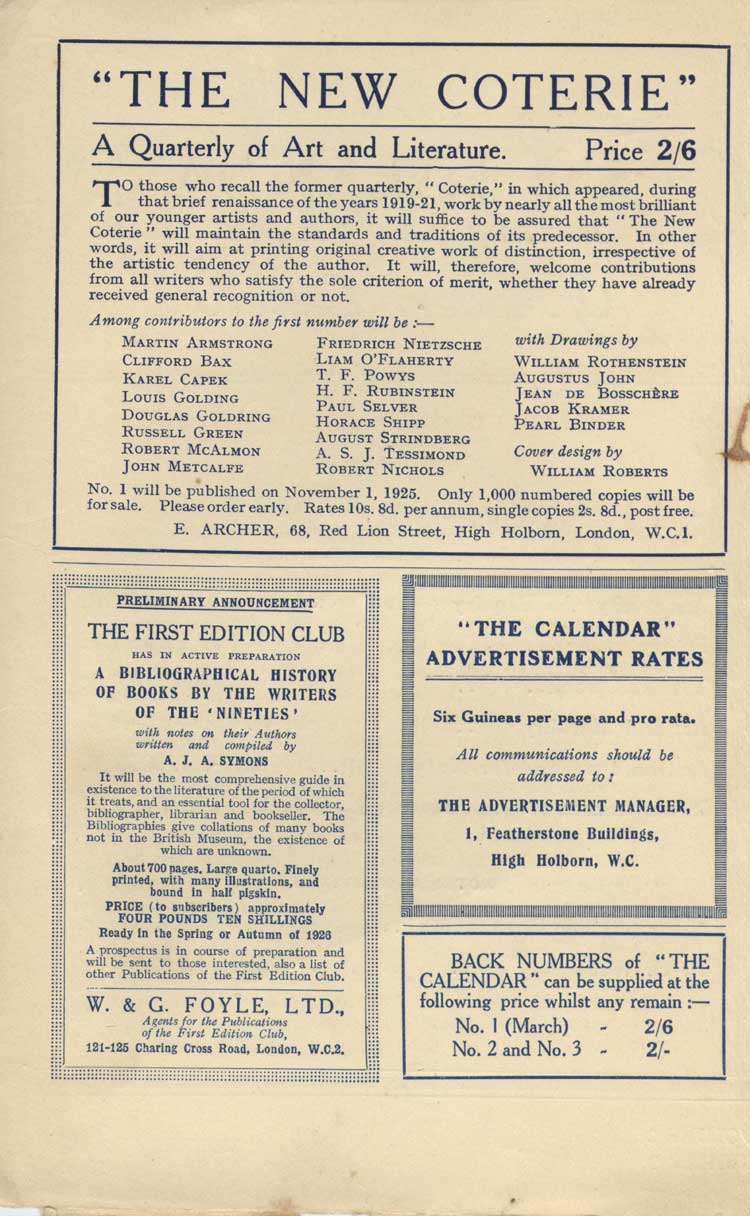 “THE NEW COTERIE”
A Quarterly of Art and Literature. Price 2/6
TO those who recall the former quarterly, “ Coterie,” in which appeared, during
that brief renaissance of the years 1919-21, work by nearly all the most brilliant
of our younger artists and authors, it will suffice to be assured that “ The New
Coterie ” will maintain the standards and traditions of its predecessor. In other
words, it will aim at printing original creative work of distinction, irrespective of
the artistic tendency of the author. It will, therefore, welcome contributions
from all writers who satisfy the sole criterion of merit, whether they have already
received general recognition or not.
Among contributors to the first number will be :—
MARTIN ARMSTRONG
CLIFFORD BAX
KAREL CAPEK
LOUIS GOLDING
DOUGLAS GOLDRING
RUSSELL GREEN
ROBERT MCALMON
JOHN METCALFE
FRIEDRICH NIETZSCHE
LIAM O'FLAHERTY
T. F. POWYS
H. F. RUBINSTEIN
PAUL SELVER
HORACE SHIPP
AUGUST STRINDBERG
A. S. J. TESSIMOND
ROBERT NICHOLS
with Drawings by
WILLIAM ROTHENSTEIN
AUGUSTUS JOHN
JEAN DE BOSSCHÈRE
JACOB KRAMER
PEARL BINDER
Cover design by
WILLIAM ROBERTS
No. 1 will be published on November 1, 1925. Only 1,000 numbered copies will be
for sale. Please order early. Rates 10s. 8d. per annum, single copies 2s. 8d., post free.
E. ARCHER, 68, Red Lion Street, High Holborn, London, W.C.1.
PRELIMINARY ANNOUNCEMENT
THE FIRST EDITION CLUB
HAS IN ACTIVE PREPARATION
A BIBLIOGRAPHICAL HISTORY
OF BOOKS BY THE WRITERS
OF THE ‘NINETIES’
with notes on their Authors
written and compiled by
A. J. A. SYMONS
It will be the most comprehensive guide in
existence to the literature of the period of which
it treats, and an essential tool for the collector,
bibliographer, librarian and bookseller. The
Bibliographies give collations of many books
not in the British Museum, the existence of
which are unknown.
About 700 pages. Large quarto. Finely
printed, with many illustrations, and
bound in half pigskin.
PRICE (to subscribers) approximately
FOUR POUNDS TEN SHILLINGS
Ready in the Spring or Autumn of 1926
A prospectus is in course of preparation and
will be sent to those interested, also a list of
other Publications of the First Edition Club.
W. & G. FOYLE, LTD.,
Agents for the Publications
of the First Edition Club,
121-125 Charing Cross Road, London, W.C.2.
“THE CALENDAR”
ADVERTISEMENT RATES
Six Guineas per page and pro rata.
All communications should be
addressed to :
THE ADVERTISEMENT MANAGER,
1, Featherstone Buildings,
High Holborn, W.C.
BACK NUMBERS of “THE
CALENDAR” can be supplied at the
following price whilst any remain :—
No. 1 (March) - 2/6
No. 2 and No. 3 - 2/-